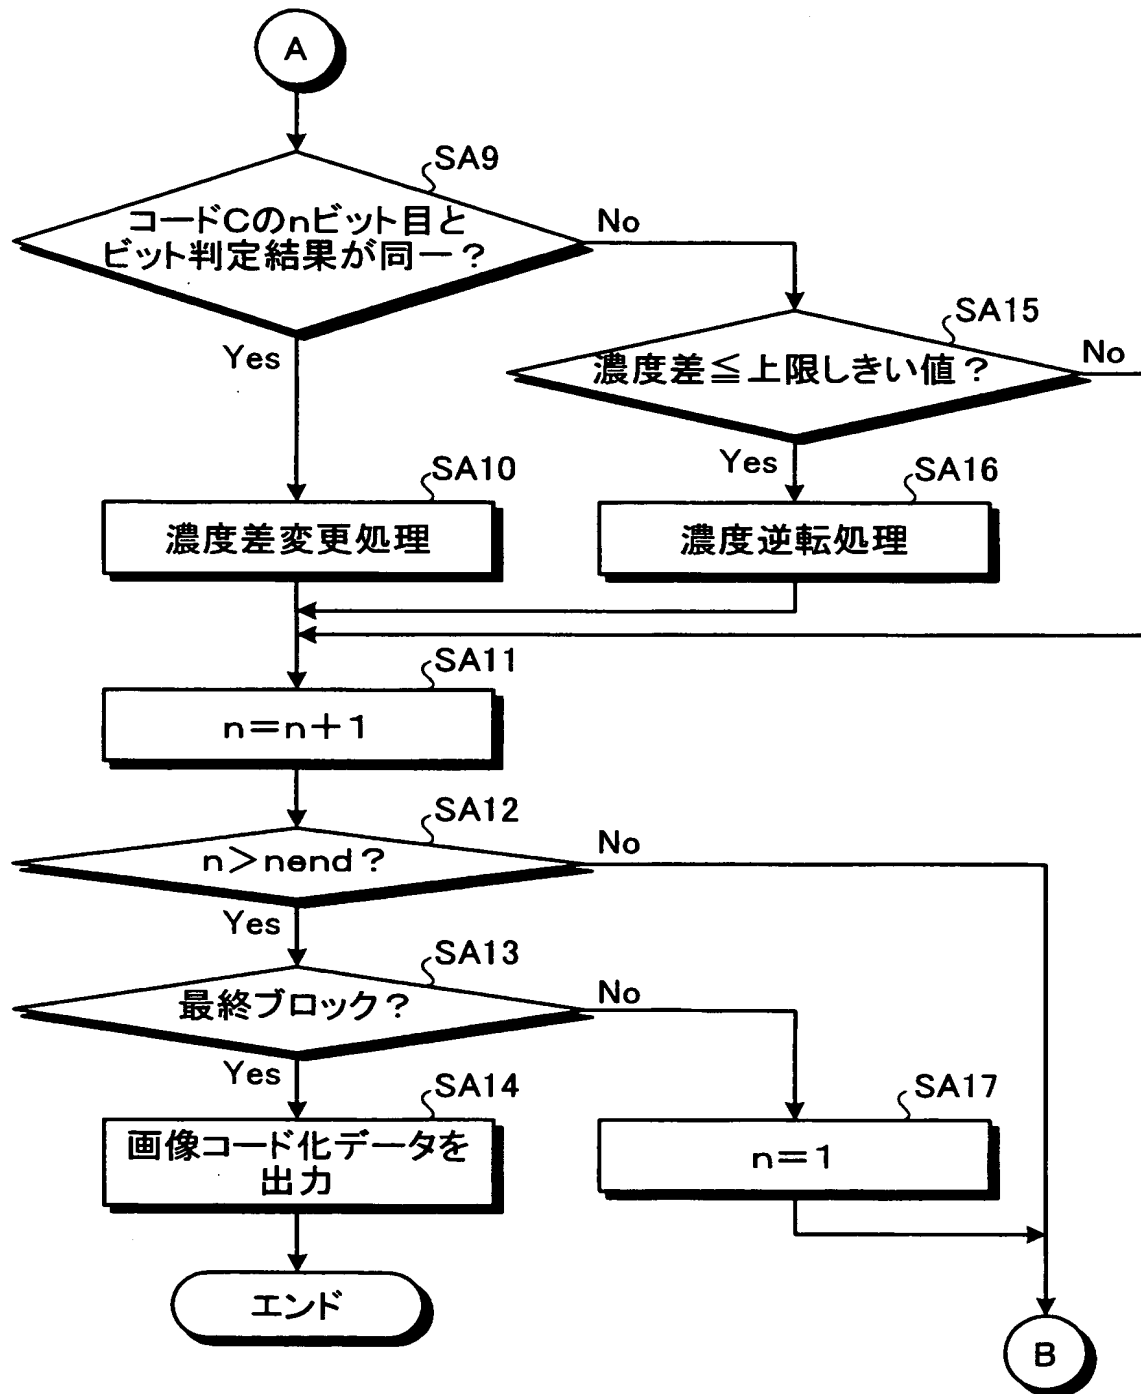 A
SA9
コードCのnビット目と
ビット判定結果が同一？
No
Yes
SA15
濃度差≦上限しきい値？
No
Yes
SA10
濃度差変更処理
SA16
濃度逆転処理
SA11
n＝n＋1
SA12
n＞nend？
No
Yes
SA13
最終ブロック？
No
Yes
SA14
画像コード化データを
出力
SA17
n＝1
エンド
B